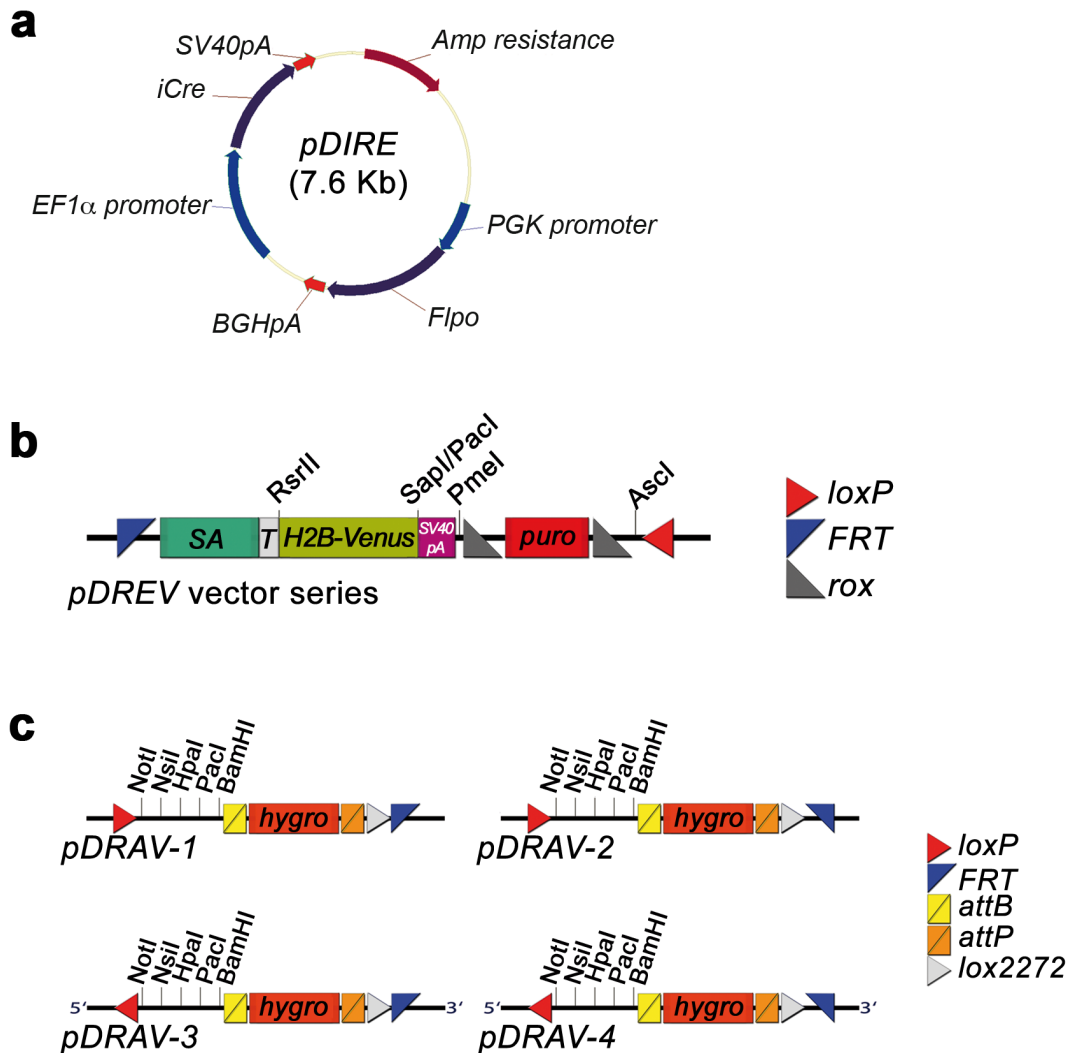 a
SV40pA
Amp resistance
iCre
pDIRE
(7.6 Kb)
EF1α promoter
PGK promoter
BGHpA
Flpo
b
RsrII
SapI/PacI
PmeI
AscI
SA
T
H2B-Venus
SV40
pA
puro
pDREV vector series
loxP
FRT
rox
c
NotI
NsiI
HpaI
PacI
BamHI
hygro
pDRAV-1
NotI
NsiI
HpaI
PacI
BamHI
hygro
pDRAV-2
NotI
NsiI
HpaI
PacI
BamHI
5'
hygro
3'
pDRAV-3
NotI
NsiI
HpaI
PacI
BamHI
5'
hygro
3'
pDRAV-4
loxP
FRT
attB
attP
lox2272